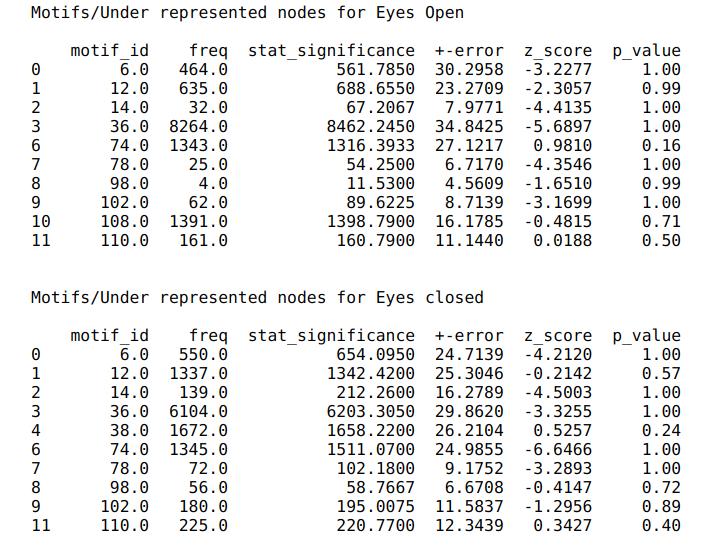 Motifs/Under represented nodes for Eyes Open
motif_id freq stat_significance +-error z_score p_value
0 6.0 464.0 561.7850 30.2958 -3.2277 1.00
1 12.0 635.0 688.6550 23.2709 -2.3057 0.99
2 14.0 32.0 67.2067 7.9771 -4.4135 1.00
3 36.0 8264.0 8462.2450 34.8425 -5.6897 1.00
6 74.0 1343.0 1316.3933 27.1217 0.9810 0.16
7 78.0 25.0 54.2500 6.7170 -4.3546 1.00
8 98.0 4.0 11.5300 4.5609 -1.6510 0.99
9 102.0 62.0 89.6225 8.7139 -3.1699 1.00
10 108.0 1391.0 1398.7900 16.1785 -0.4815 0.71
11 110.0 161.0 160.7900 11.1440 0.0188 0.50
Motifs/Under represented nodes for Eyes closed
motif_id freq stat_significance +-error z_score p_value
0 6.0 550.0 654.0950 24.7139 -4.2120 1.00
1 12.0 1337.0 1342.4200 25.3046 -0.2142 0.57
2 14.0 139.0 212.2600 16.2789 -4.5003 1.00
3 36.0 6104.0 6203.3050 29.8620 -3.3255 1.00
4 38.0 1672.0 1658.2200 26.2104 0.5257 0.24
6 74.0 1345.0 1511.0700 24.9855 -6.6466 1.00
7 78.0 72.0 102.1800 9.1752 -3.2893 1.00
8 98.0 56.0 58.7667 6.6708 -0.4147 0.72
9 102.0 180.0 195.0075 11.5837 -1.2956 0.89
11 110.0 225.0 220.7700 12.3439 0.3427 0.40